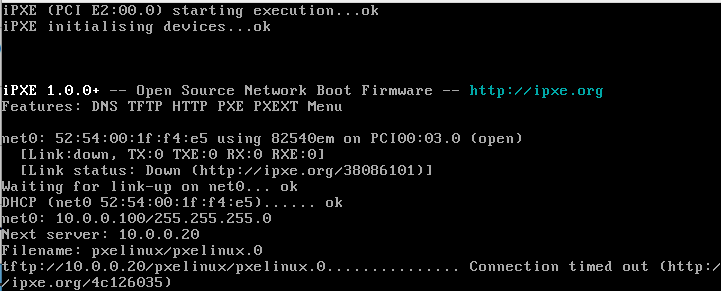 iPXE (PCI E2:00.0) starting execution...ok
iPXE initialising devices...ok
iPXE 1.0.0+ -- Open Source Network Boot Firmware -- http://ipxe.org
Features: DNS TFTP HTTP PXE PXEXT Menu
net0: 52:54:00:1f:f4:e5 using 82540em on PCI00:03.0 (open)
[Link:down, TX:0 TXE:0 RX:0 RXE:0]
[Link status: Down (http://ipxe.org/38086101)]
Waiting for link-up on net0... ok
DHCP (net0 52:54:00:1f:f4:e5)...... ok
net0: 10.0.0.100/255.255.255.0
Next server: 10.0.0.20
Filename: pxelinux/pxelinux.0
tftp://10.0.0.20/pxelinux/pxelinux.0............... Connection timed out (http:/
/ipxe.org/4c126035)